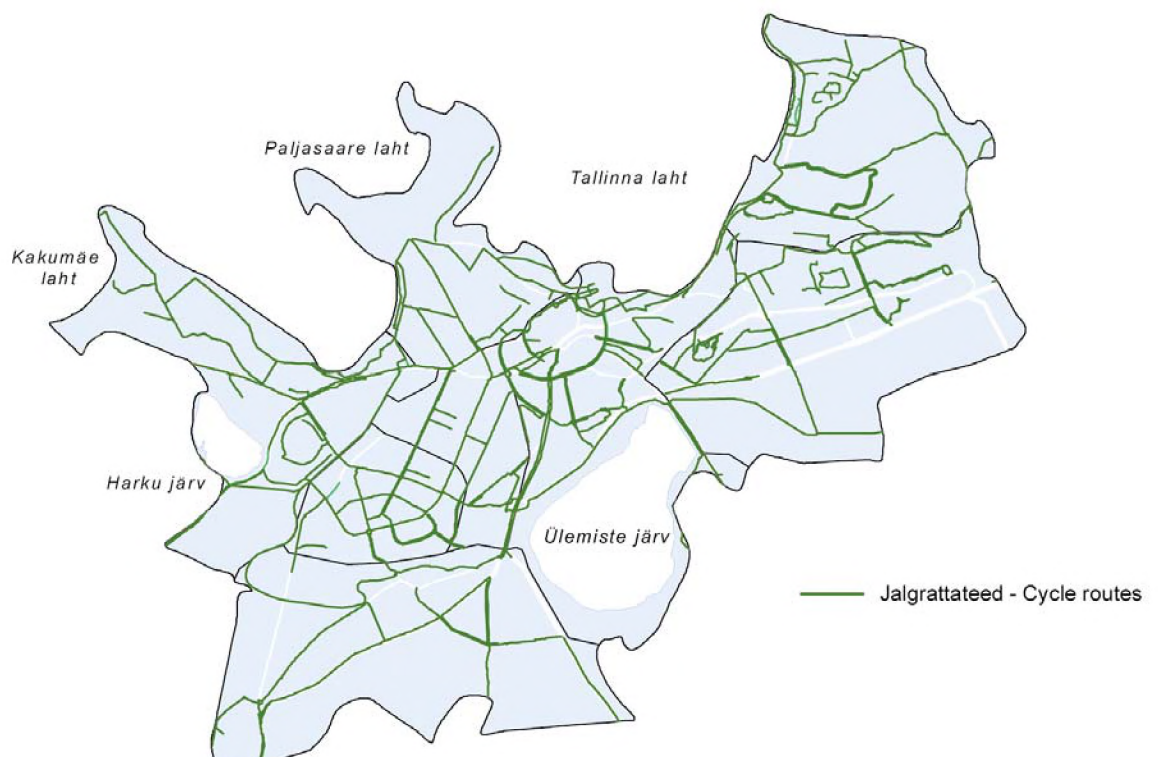 Paljasaare laht
Tallinna laht
Kakumäe
laht
Harku järv
Ülemiste järv
Jalgrattateed - Cycle routes